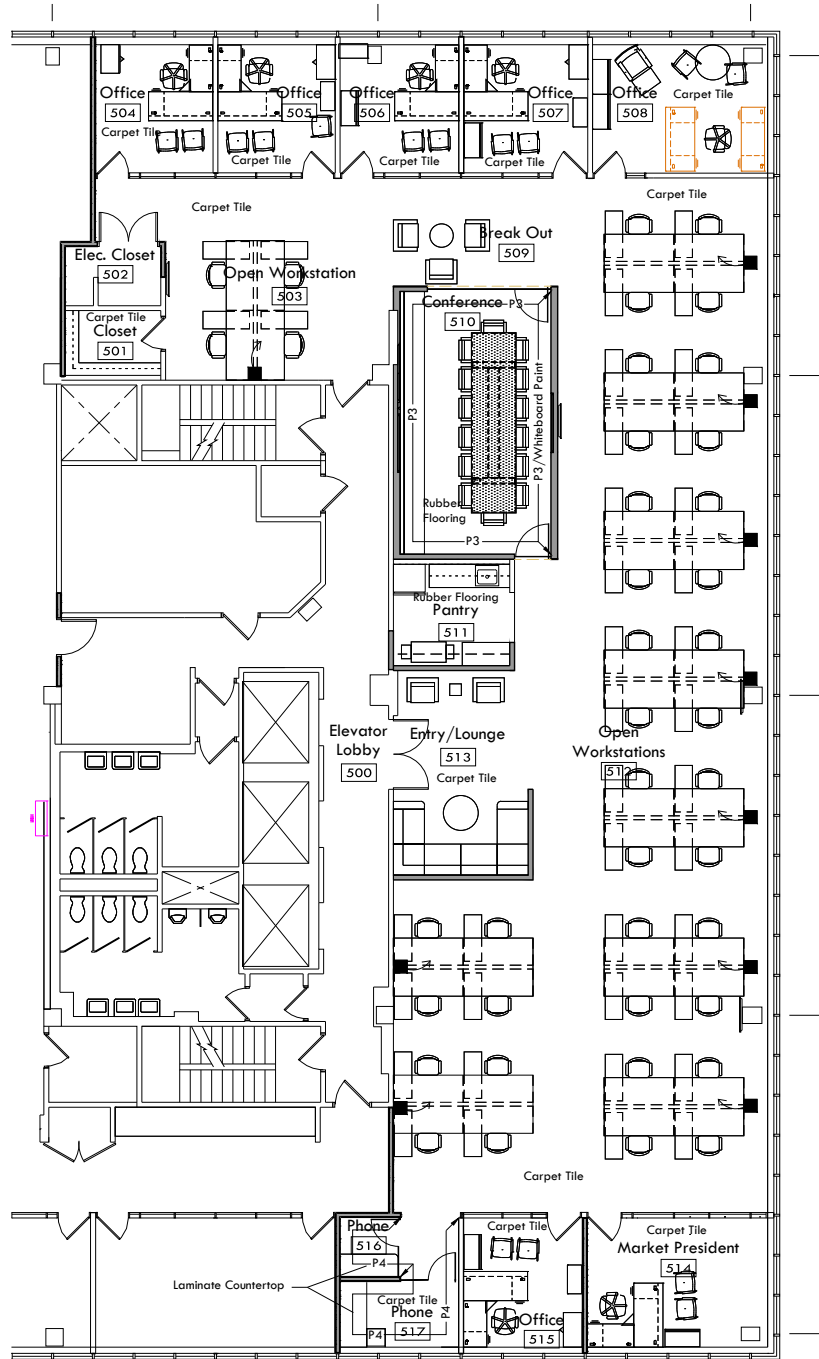 Office
504
Carpet Tile
Office
505
Carpet Tile
Office
506
Carpet Tile
Office
507
Carpet Tile
Office
508
Carpet Tile
Carpet Tile
Carpet Tile
Elec. Closet
502
Carpet Tile
Closet
501
Open Workstation
503
Break Out
509
Conference
510
P3
P3
P3/Whiteboard Paint
Rubber
Flooring
P3
Rubber Flooring
Pantry
511
Elevator
Lobby
500
Entry/Lounge
513
Carpet Tile
Open
Workstations
512
Carpet Tile
Phone
516
P4
Laminate Countertop
Carpet Tile
Phone
517
P4
P4
Carpet Tile
Office
515
Carpet Tile
Market President
514